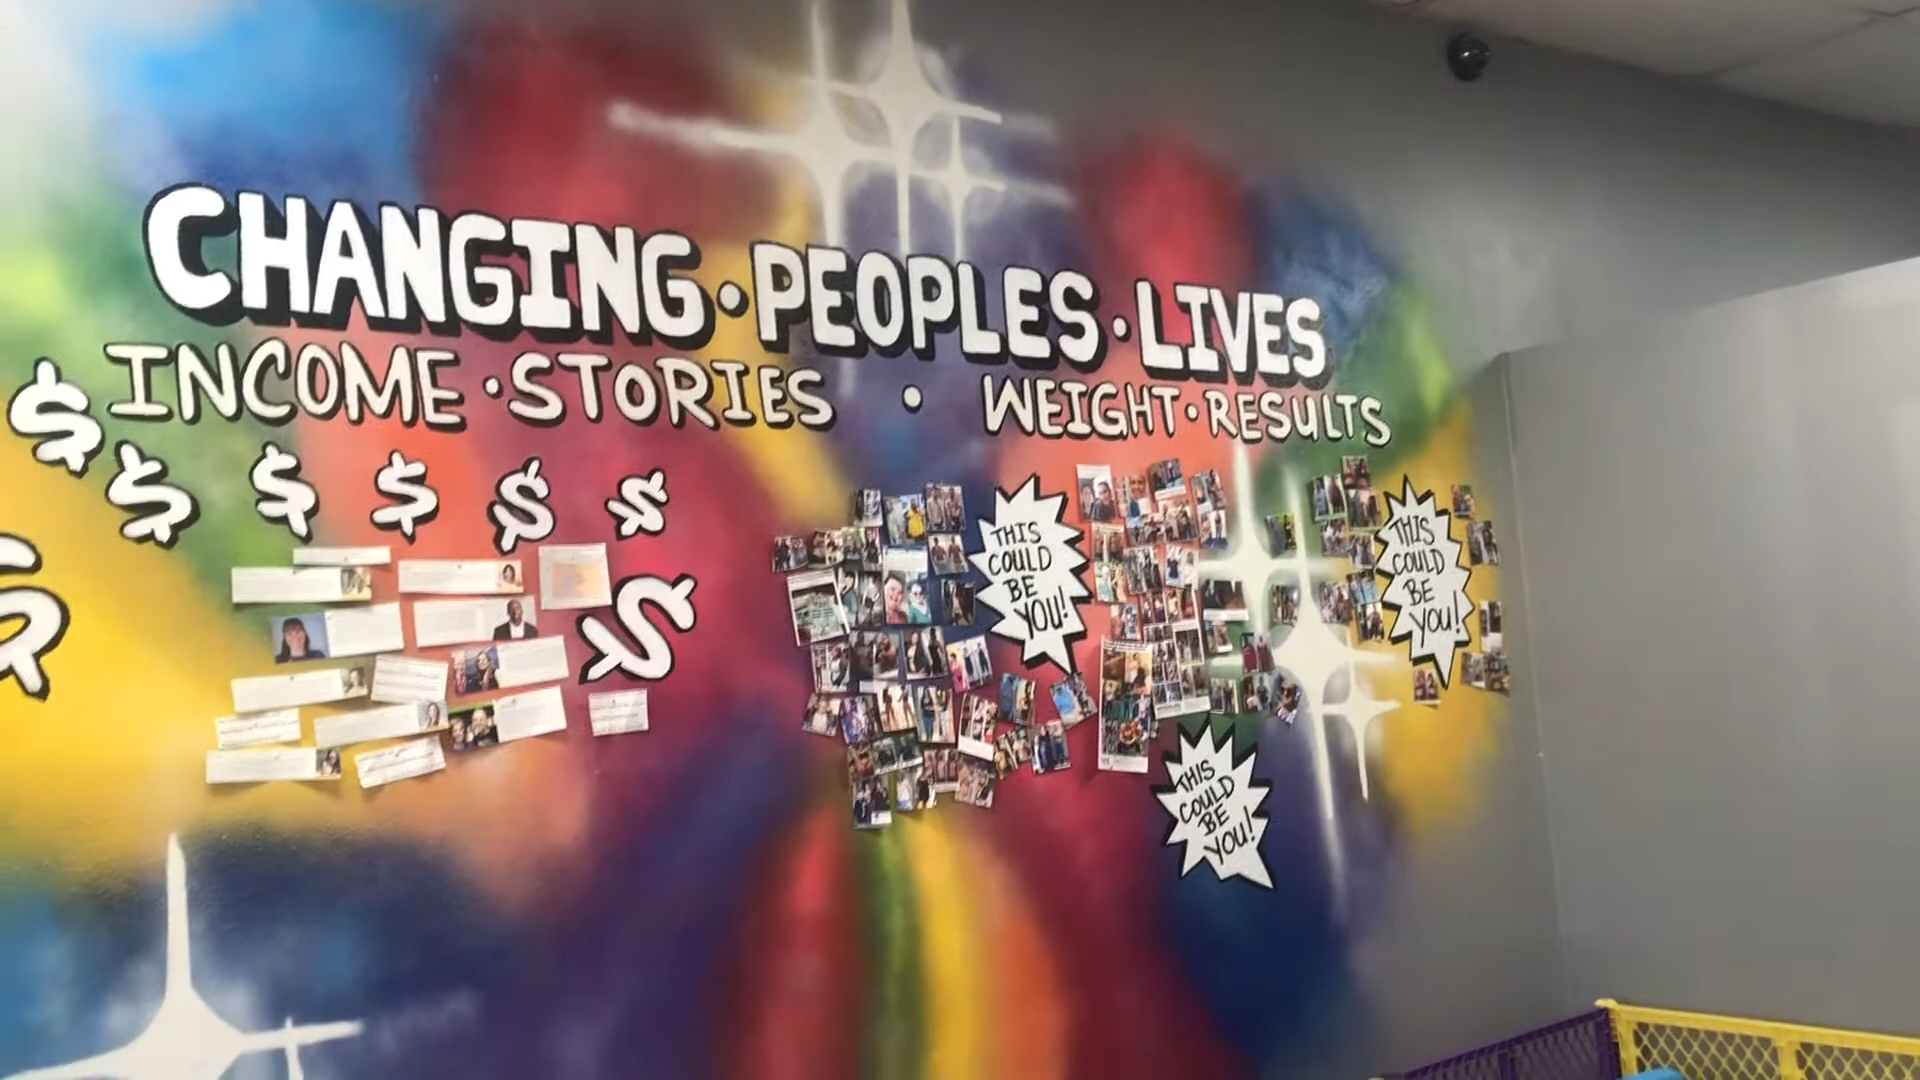 CHANGING·PEOPLES·LIVES
INCOME·STORIES · WEIGHT·RESULTS
$ $ $ $ $ $
$ $
THIS
COULD
BE
YOU!
THIS
COULD
BE
YOU!
THIS
COULD
BE
YOU!